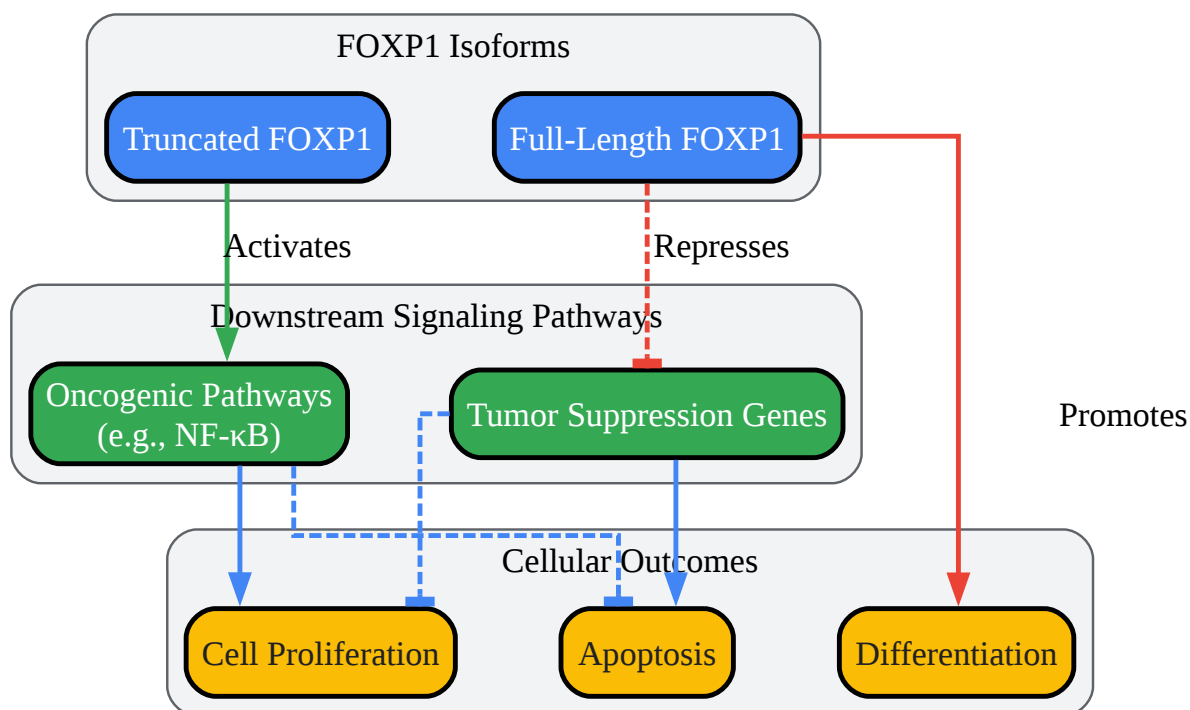 FOXP1 Isoforms
Truncated FOXP1
Full-Length FOXP1
Activates
Represses
Downstream Signaling Pathways
Oncogenic Pathways
(e.g., NF-κB)
Tumor Suppression Genes
Promotes
Cellular Outcomes
Cell Proliferation
Apoptosis
Differentiation